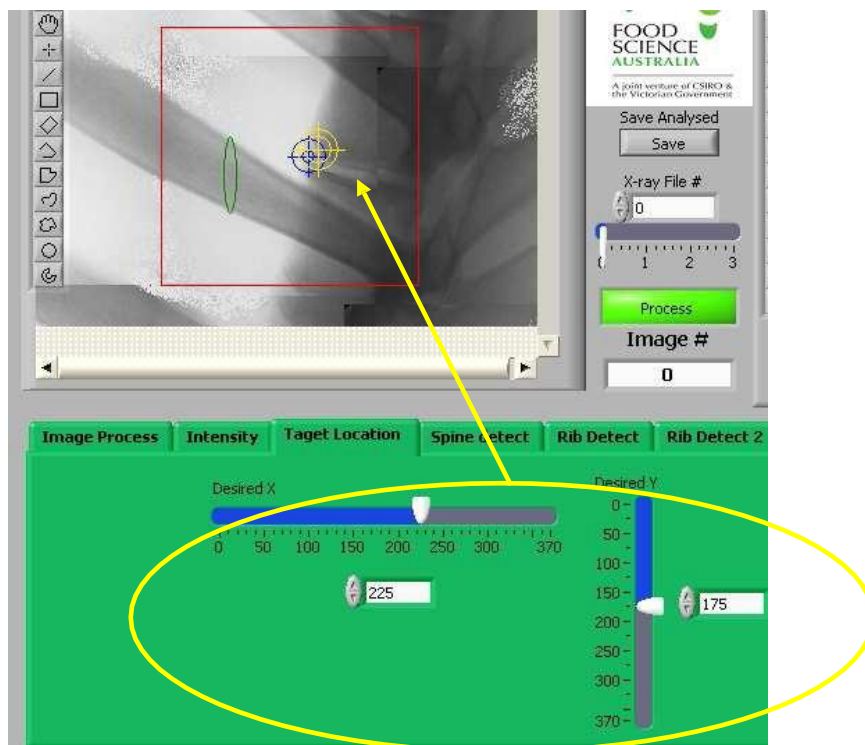 FOOD
SCIENCE
AUSTRALIA
A joint venture of CSIRO &
the Victorian Government
Save Analysed
Save
X-ray File #
0
0 1 2 3
Process
Image #
0
Image Process Intensity Taget Location Spine detect Rib Detect Rib Detect 2
Desired X
0 50 100 150 200 250 300 370
225
Desired Y
0
50
100
150
200
250
300
370
175